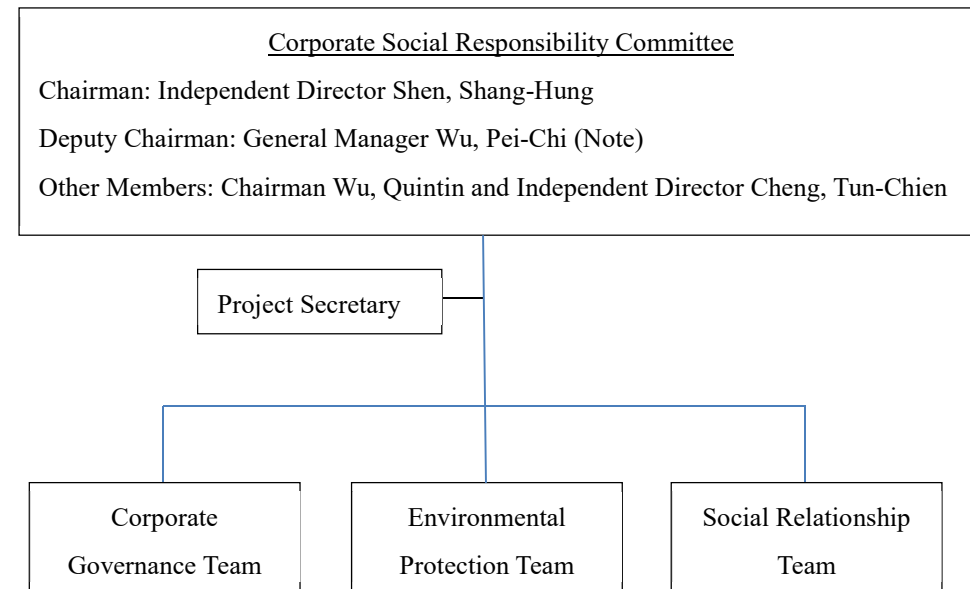 Corporate Social Responsibility Committee
Chairman: Independent Director Shen, Shang-Hung
Deputy Chairman: General Manager Wu, Pei-Chi (Note)
Other Members: Chairman Wu, Quintin and Independent Director Cheng, Tun-Chien
Project Secretary
Corporate
Governance Team
Environmental
Protection Team
Social Relationship
Team